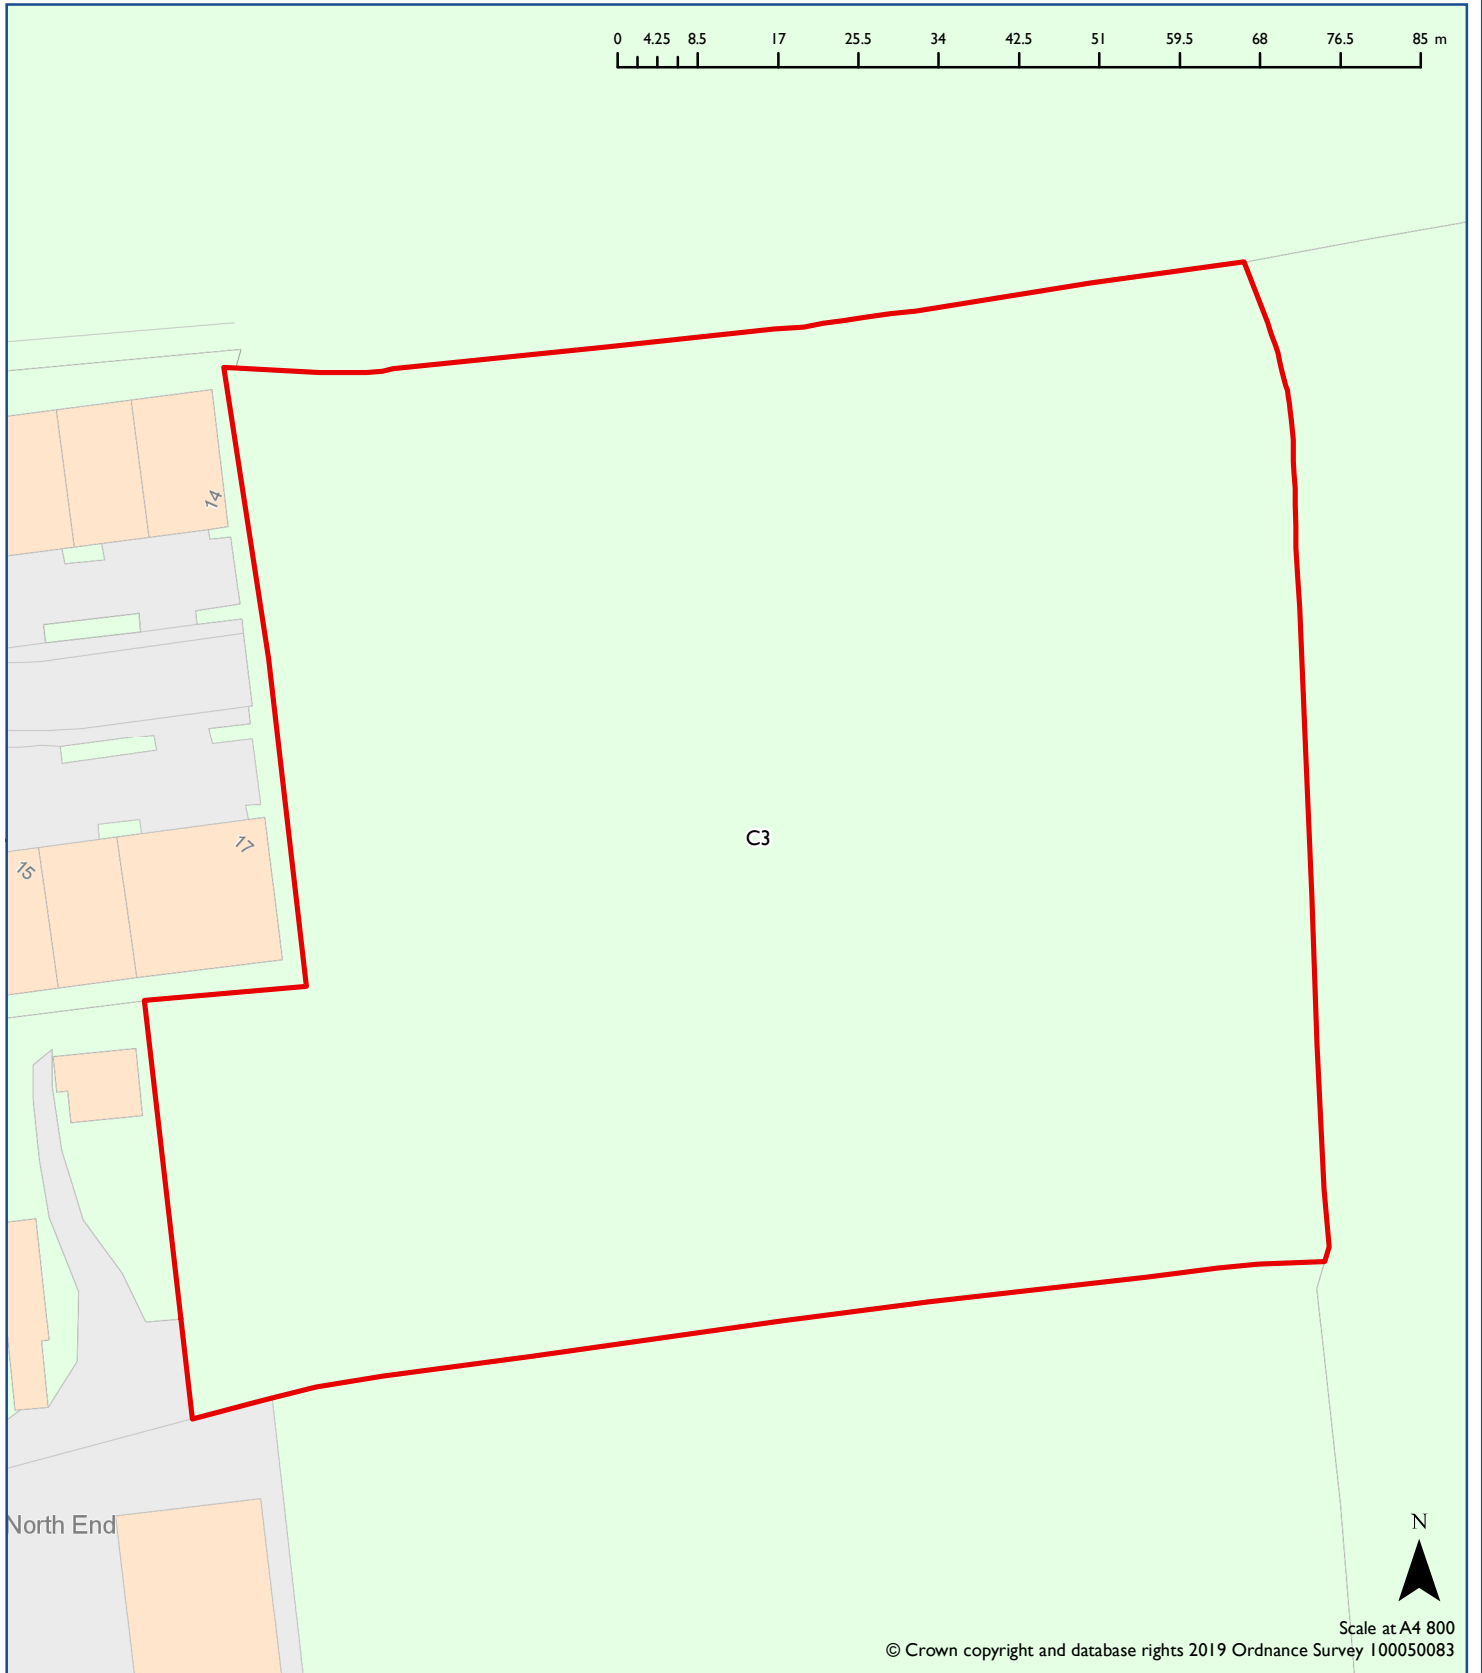 0 4.25 8.5 17 25.5 34 42.5 51 59.5 68 76.5 85 m
14
C3
17
15
North End
N
Scale at A4 800
© Crown copyright and database rights 2019 Ordnance Survey 100050083